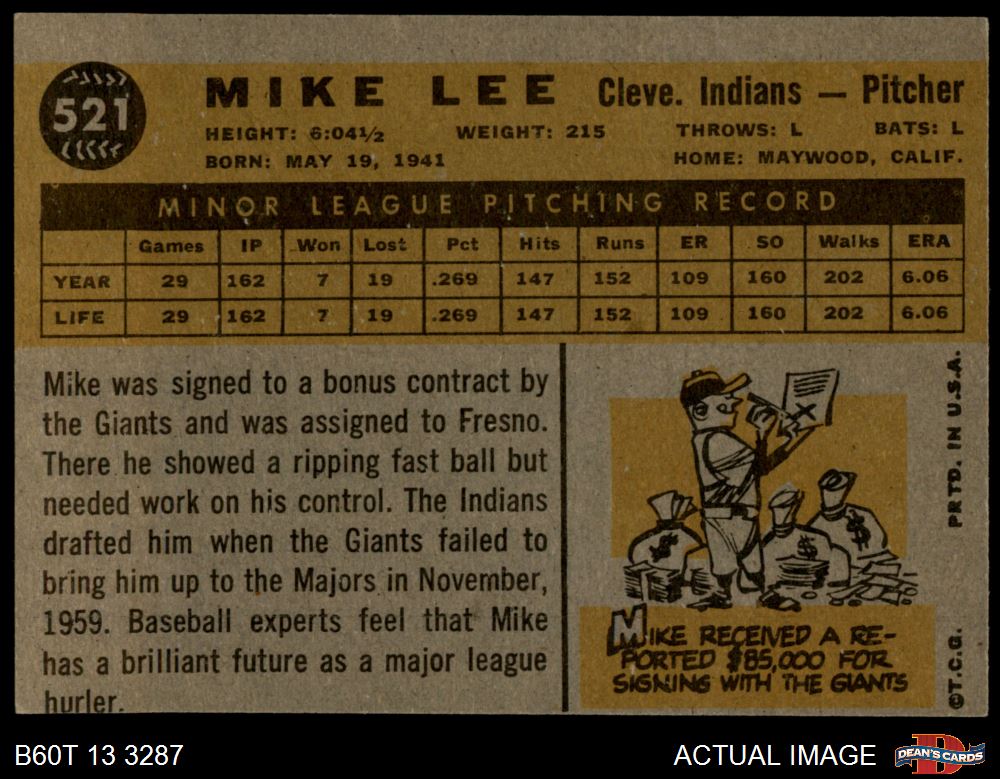 521
MIKE LEE Cleve. Indians — Pitcher
HEIGHT: 6:04½ WEIGHT: 215 THROWS: L BATS: L
BORN: MAY 19, 1941 HOME: MAYWOOD, CALIF.
MINOR LEAGUE PITCHING RECORD
Games IP Won Lost Pct Hits Runs ER SO Walks ERA
YEAR 29 162 7 19 .269 147 152 109 160 202 6.06
LIFE 29 162 7 19 .269 147 152 109 160 202 6.06
Mike was signed to a bonus contract by
the Giants and was assigned to Fresno.
There he showed a ripping fast ball but
needed work on his control. The Indians
drafted him when the Giants failed to
bring him up to the Majors in November,
1959. Baseball experts feel that Mike
has a brilliant future as a major league
hurler.
X
$ $ $
MIKE RECEIVED A RE-
PORTED $85,000 FOR
SIGNING WITH THE GIANTS
©T.C.G. PRTD. IN U.S.A.
B60T 13 3287 ACTUAL IMAGE
D
DEAN'S CARDS